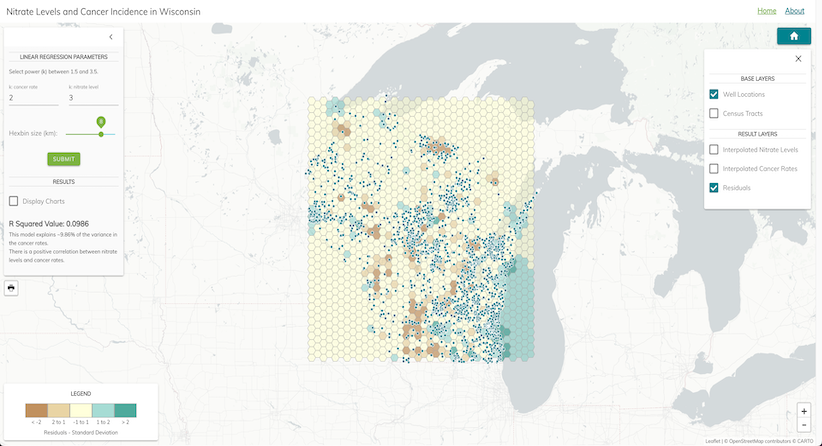 Nitrate Levels and Cancer Incidence in Wisconsin
Home About
LINEAR REGRESSION PARAMETERS
Select power (k) between 1.5 and 3.5.
k, cancer rate k, nitrate level
2 3
Hexbin size (km): 8
SUBMIT
RESULTS
Display Charts
R Squared Value: 0.0986
This model explains ~9.86% of the variance in
the cancer rates.
There is a positive correlation between nitrate
levels and cancer rates.
BASE LAYERS
Well Locations
Census Tracts
RESULT LAYERS
Interpolated Nitrate Levels
Interpolated Cancer Rates
Residuals
LEGEND
< -2 2 to 1 -1 to 1 1 to 2 > 2
Residuals - Standard Deviation
+
-
Leaflet | © OpenStreetMap contributors © CARTO